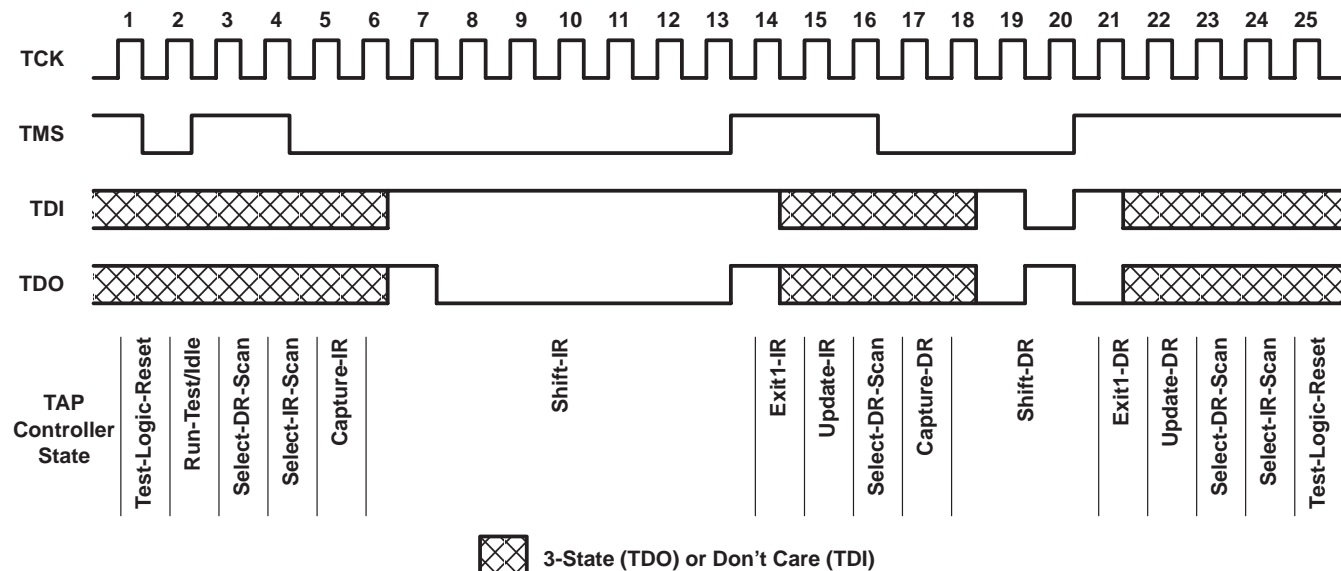 1 2 3 4 5 6 7 8 9 10 11 12 13 14 15 16 17 18 19 20 21 22 23 24 25
TCK
TMS
TDI
TDO
TAP
Controller
State
Test-Logic-Reset
Run-Test/Idle
Select-DR-Scan
Select-IR-Scan
Capture-IR
Shift-IR
Exit1-IR
Update-IR
Select-DR-Scan
Capture-DR
Shift-DR
Exit1-DR
Update-DR
Select-DR-Scan
Select-IR-Scan
Test-Logic-Reset
3-State (TDO) or Don't Care (TDI)